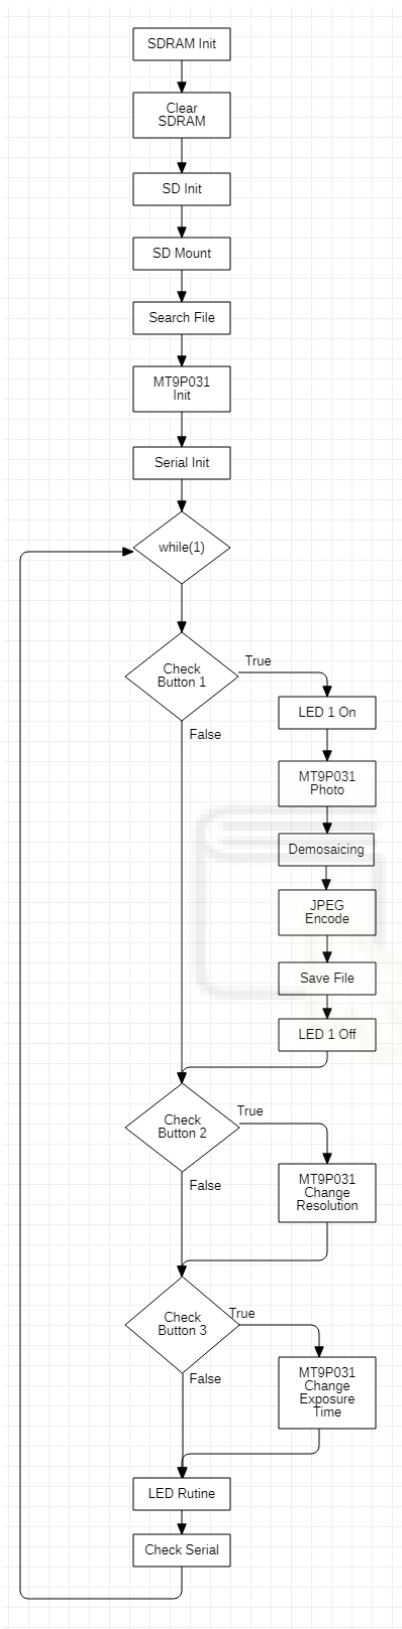 SDRAM Init
Clear
SDRAM
SD Init
SD Mount
Search File
MT9P031
Init
Serial Init
while(1)
Check
Button 1
True
False
LED 1 On
MT9P031
Photo
Demosaicing
JPEG
Encode
Save File
LED 1 Off
Check
Button 2
True
False
MT9P031
Change
Resolution
Check
Button 3
True
False
MT9P031
Change
Exposure
Time
LED Rutine
Check Serial